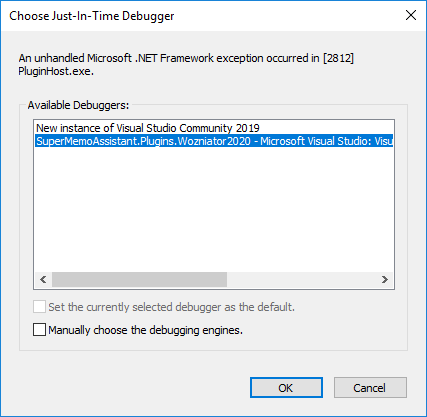 Choose Just-In-Time Debugger
An unhandled Microsoft .NET Framework exception occurred in [2812]
PluginHost.exe.
Available Debuggers:
New instance of Visual Studio Community 2019
SuperMemoAssistant.Plugins.Wozniator2020 - Microsoft Visual Studio: Visu
Set the currently selected debugger as the default.
Manually choose the debugging engines.
OK Cancel